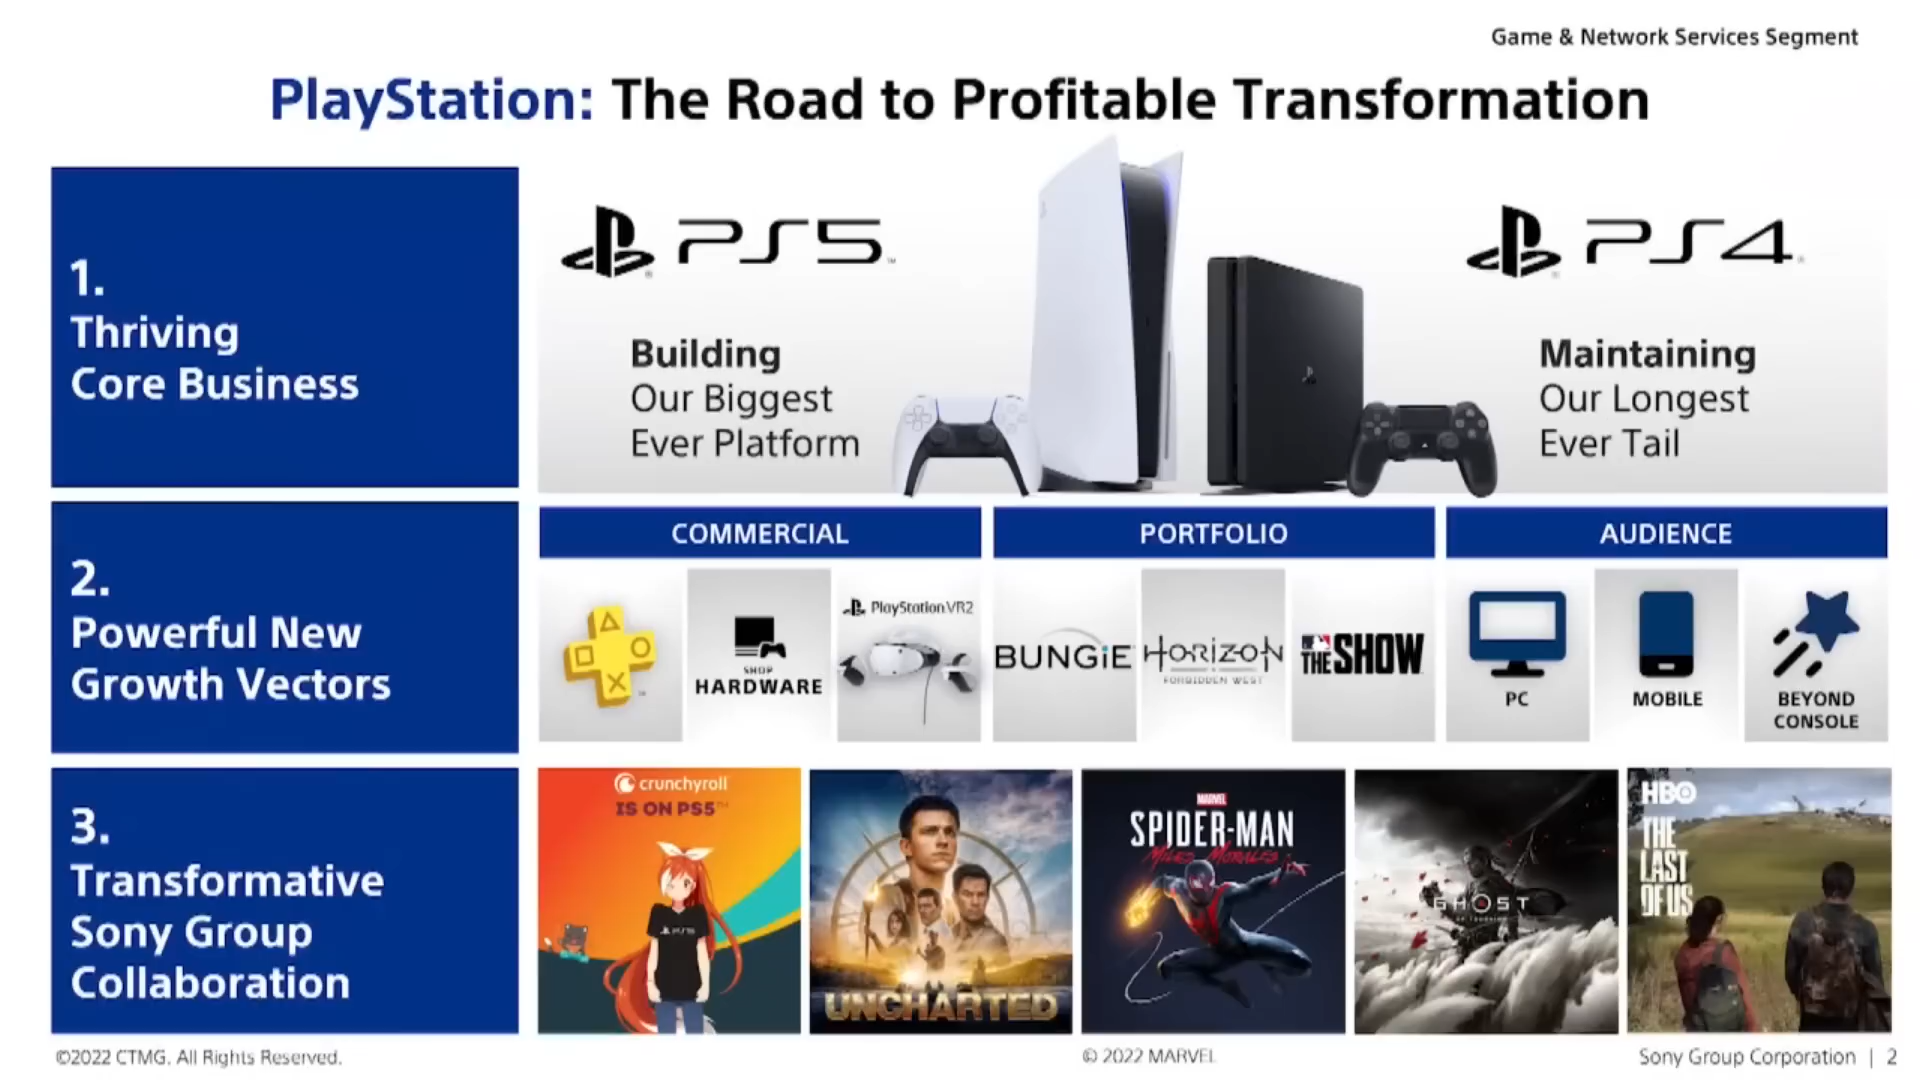 Game & Network Services Segment
PlayStation: The Road to Profitable Transformation
1.
Thriving
Core Business
PS5
™
Building
Our Biggest
Ever Platform
PS4
Maintaining
Our Longest
Ever Tail
2.
Powerful New
Growth Vectors
COMMERCIAL
SHOP
HARDWARE
PlayStation VR2
PORTFOLIO
BUNGiE
HORIZON
FORBIDDEN WEST
THE SHOW
AUDIENCE
PC
MOBILE
BEYOND
CONSOLE
3.
Transformative
Sony Group
Collaboration
crunchyroll
IS ON PS5™
PS5
UNCHARTED
MARVEL
SPIDER-MAN
MILES MORALES
GHOST
OF TSUSHIMA
HBO
THE
LAST
OF US
©2022 CTMG. All Rights Reserved.
© 2022 MARVEL
Sony Group Corporation | 2